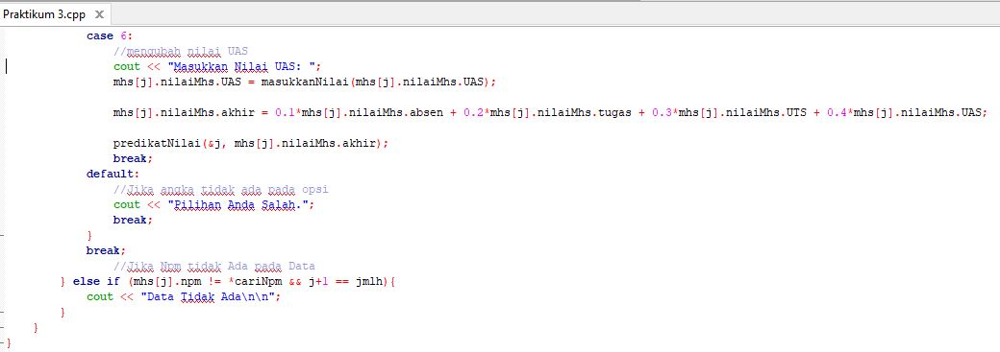 Praktikum 3.cpp X
case 6:
//mengubah nilai UAS
cout << "Masukkan Nilai UAS: ";
mhs[j].nilaiMhs.UAS = masukkanNilai(mhs[j].nilaiMhs.UAS);
mhs[j].nilaiMhs.akhir = 0.1*mhs[j].nilaiMhs.absen + 0.2*mhs[j].nilaiMhs.tugas + 0.3*mhs[j].nilaiMhs.UTS + 0.4*mhs[j].nilaiMhs.UAS;
predikatNilai(&j, mhs[j].nilaiMhs.akhir);
break;
default:
//Jika angka tidak ada pada opsi
cout << "Pilihan Anda Salah.";
break;
}
break;
//Jika Npm tidak Ada pada Data
} else if (mhs[j].npm != *cariNpm && j+1 == jmlh){
cout << "Data Tidak Ada\n\n";
}
}
}